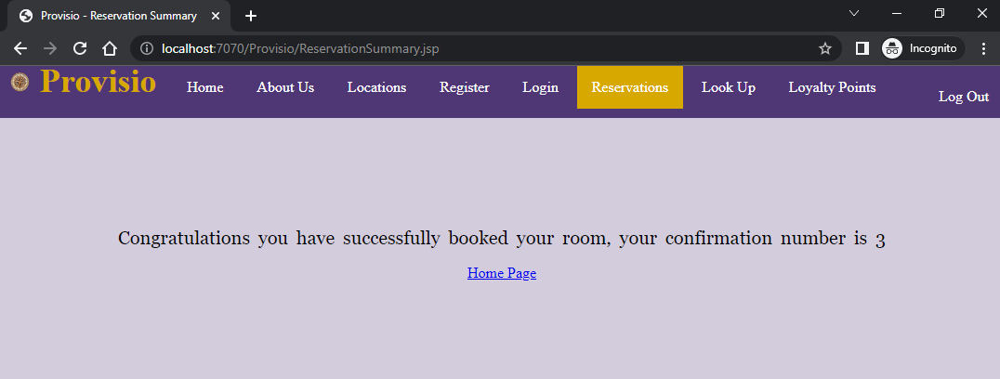 Provisio - Reservation Summary
localhost:7070/Provisio/ReservationSummary.jsp
Incognito
Provisio Home About Us Locations Register Login Reservations Look Up Loyalty Points Log Out
Congratulations you have successfully booked your room, your confirmation number is 3
Home Page